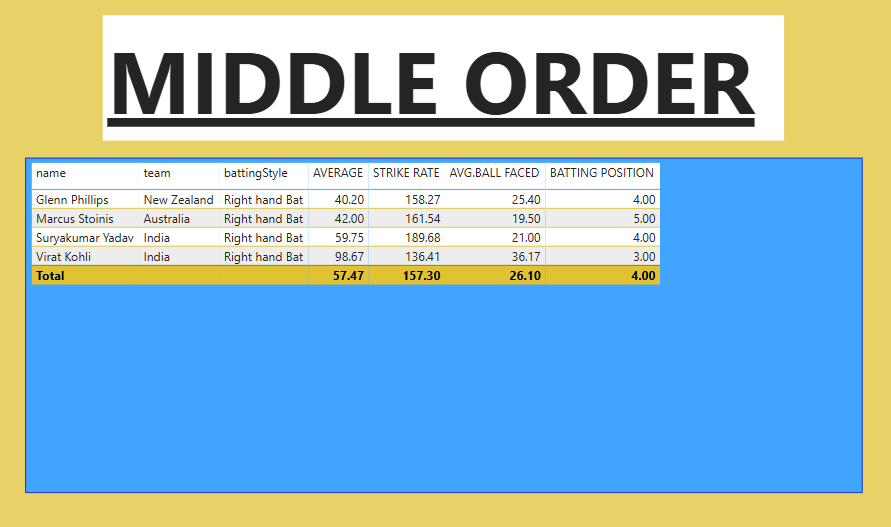 MIDDLE ORDER
name team battingStyle AVERAGE STRIKE RATE AVG.BALL FACED BATTING POSITION
Glenn Phillips New Zealand Right hand Bat 40.20 158.27 25.40 4.00
Marcus Stoinis Australia Right hand Bat 42.00 161.54 19.50 5.00
Suryakumar Yadav India Right hand Bat 59.75 189.68 21.00 4.00
Virat Kohli India Right hand Bat 98.67 136.41 36.17 3.00
Total 57.47 157.30 26.10 4.00